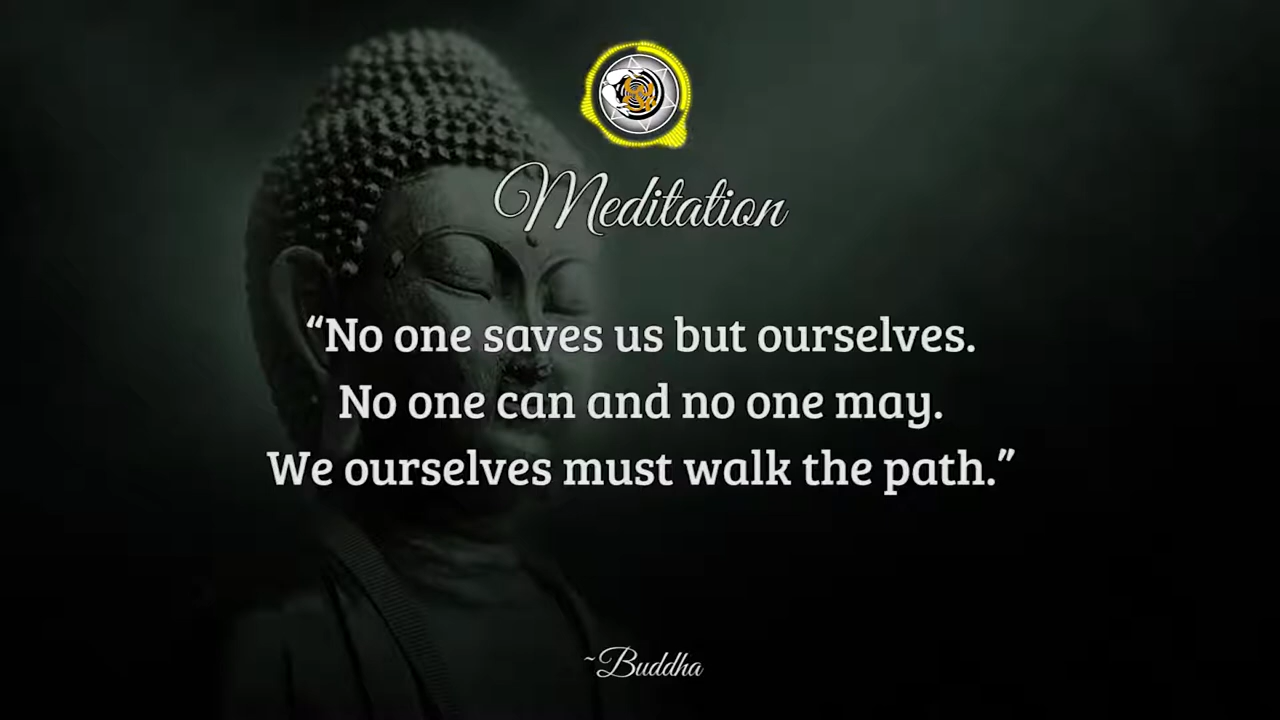 Meditation
“No one saves us but ourselves.
No one can and no one may.
We ourselves must walk the path.”
~Buddha